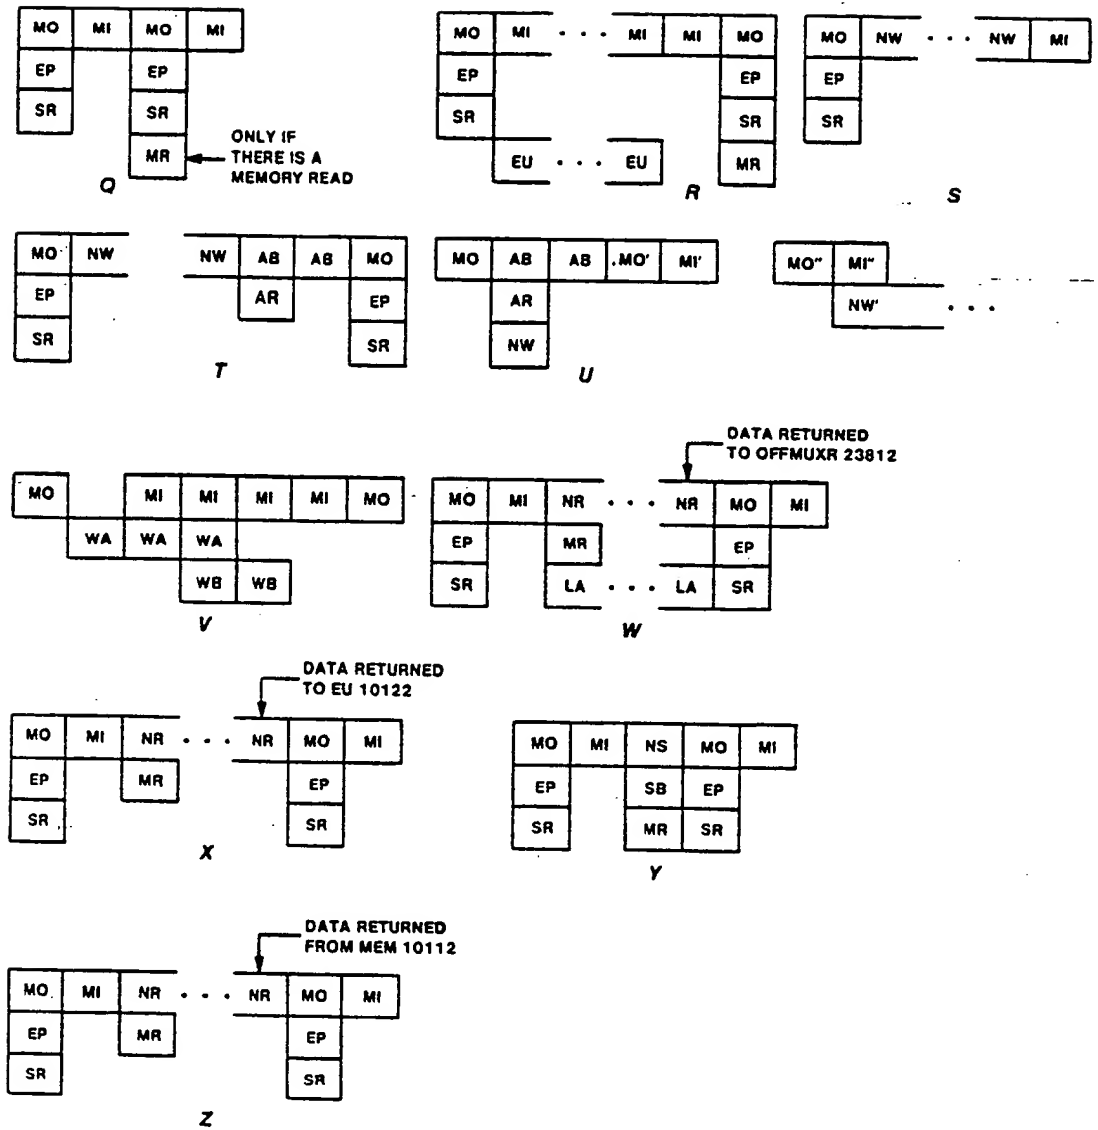 MO MI MO MI
EP EP
SR SR
MR
ONLY IF
THERE IS A
MEMORY READ
Q
MO MI · · · MI MI MO
EP EP
SR SR
EU · · · EU MR
R
MO NW · · · NW MI
EP
SR
S
MO NW NW AB AB MO
EP AR EP
SR SR
T
MO AB AB .MO' MI'
AR
NW
U
MO" MI"
NW' · · ·
MO MI MI MI MI MO
WA WA WA
WB WB
V
DATA RETURNED
TO OFFMUXR 23812
MO MI NR · · · NR MO MI
EP MR EP
SR LA · · · LA SR
W
DATA RETURNED
TO EU 10122
MO MI NR · · · NR MO MI
EP MR EP
SR SR
X
MO MI NS MO MI
EP SB EP
SR MR SR
Y
DATA RETURNED
FROM MEM 10112
MO MI NR · · · NR MO MI
EP MR EP
SR SR
Z